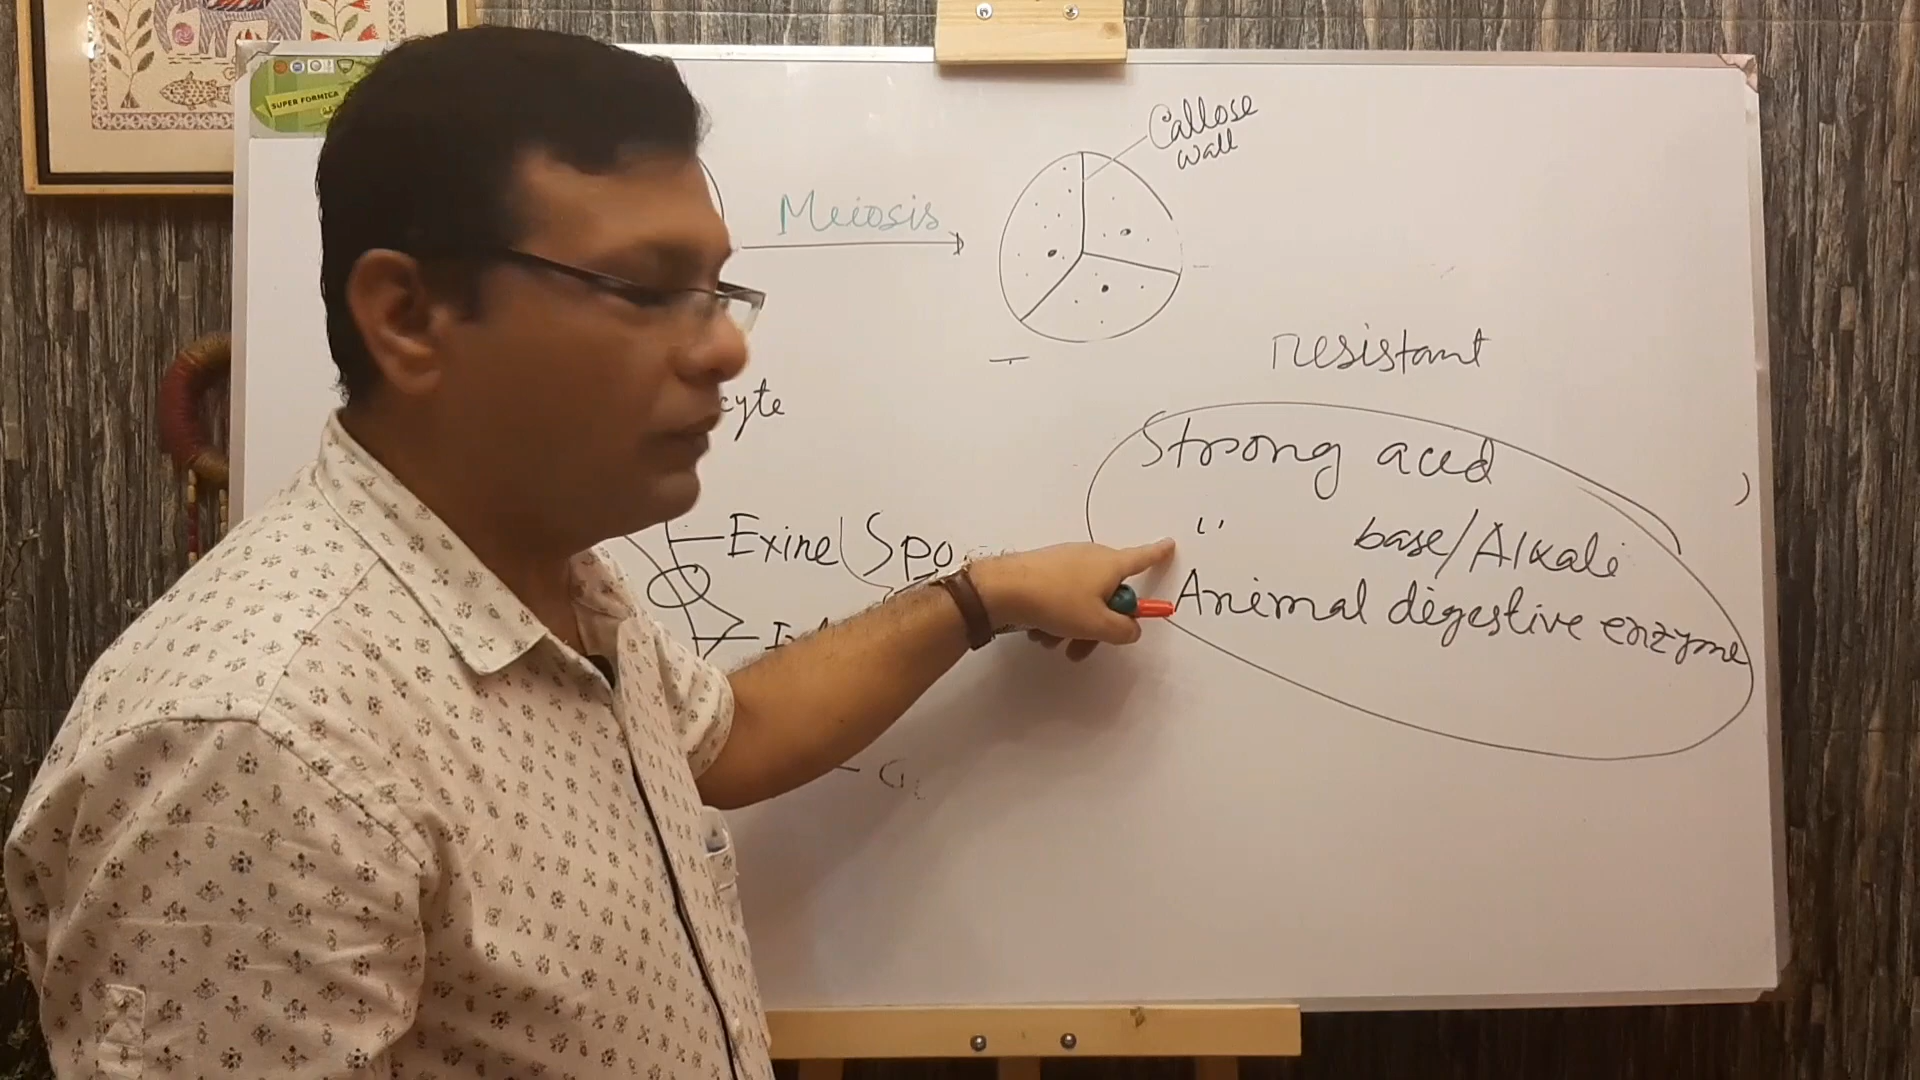 SUPER FORMICA
Callose
wall
Meiosis
resistant
cyte
Strong acid
" base/Alkali
Exine (Spo
Animal digestive enzyme